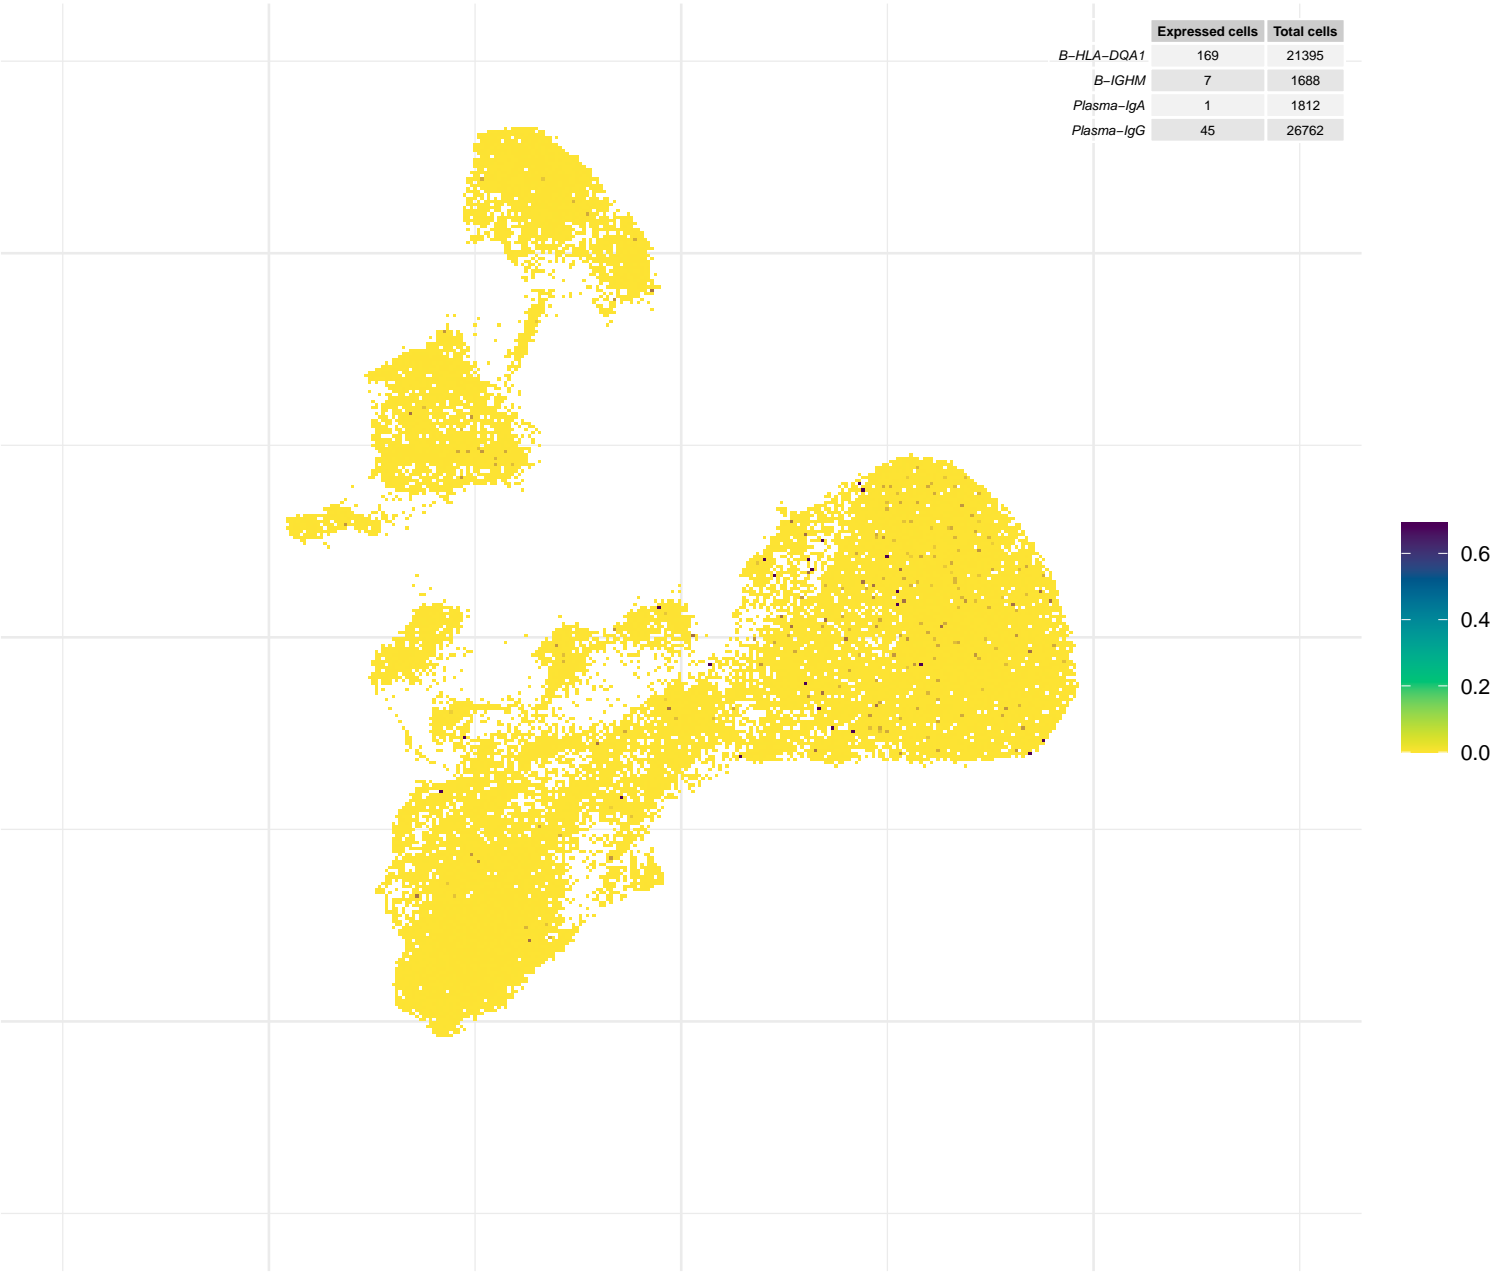 Expressed cells Total cells
B−HLA−DQA1 169 21395
B−IGHM 7 1688
Plasma−IgA 1 1812
Plasma−IgG 45 26762
0.6
0.4
0.2
0.0